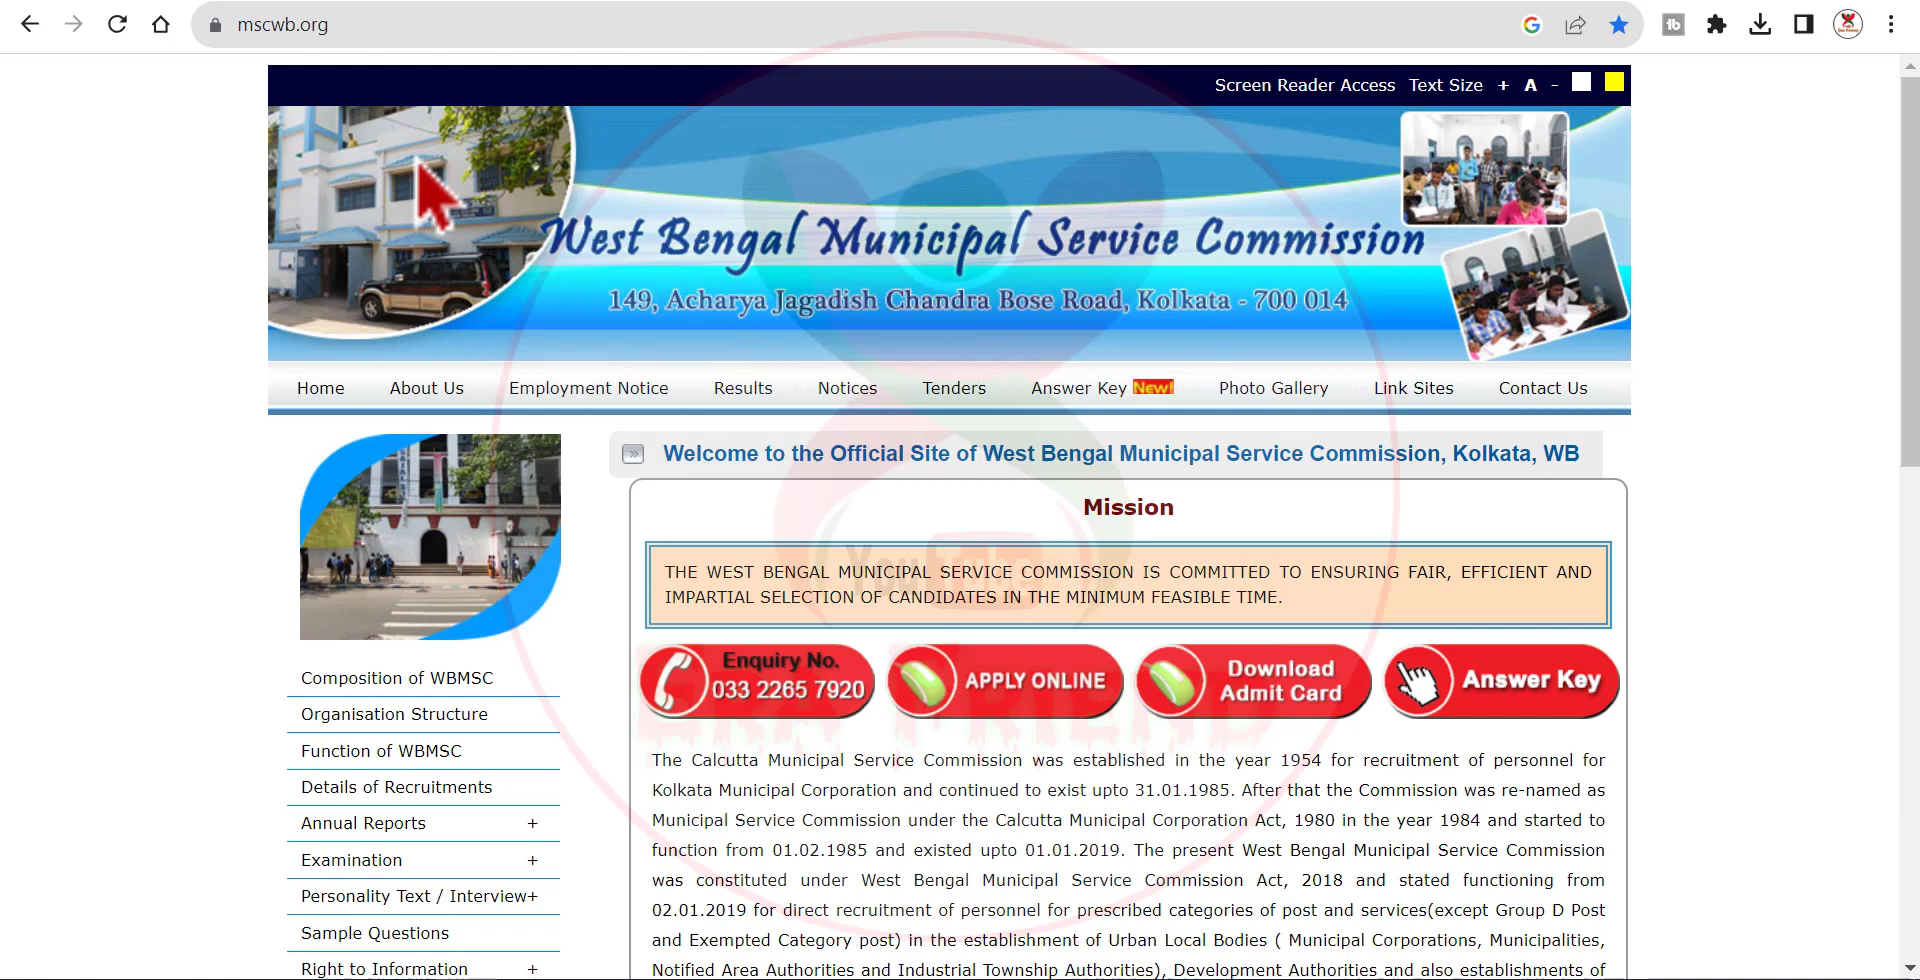 mscwb.org
Screen Reader Access Text Size + A -
West Bengal Municipal Service Commission
149, Acharya Jagadish Chandra Bose Road, Kolkata - 700 014
Home About Us Employment Notice Results Notices Tenders Answer Key New! Photo Gallery Link Sites Contact Us
Welcome to the Official Site of West Bengal Municipal Service Commission, Kolkata, WB
Mission
THE WEST BENGAL MUNICIPAL SERVICE COMMISSION IS COMMITTED TO ENSURING FAIR, EFFICIENT AND
IMPARTIAL SELECTION OF CANDIDATES IN THE MINIMUM FEASIBLE TIME.
YouTube
Enquiry No.
033 2265 7920
APPLY ONLINE
Download
Admit Card
Answer Key
ERA FRIEND
Composition of WBMSC
Organisation Structure
Function of WBMSC
Details of Recruitments
Annual Reports +
Examination +
Personality Text / Interview+
Sample Questions
Right to Information +
The Calcutta Municipal Service Commission was established in the year 1954 for recruitment of personnel for
Kolkata Municipal Corporation and continued to exist upto 31.01.1985. After that the Commission was re-named as
Municipal Service Commission under the Calcutta Municipal Corporation Act, 1980 in the year 1984 and started to
function from 01.02.1985 and existed upto 01.01.2019. The present West Bengal Municipal Service Commission
was constituted under West Bengal Municipal Service Commission Act, 2018 and stated functioning from
02.01.2019 for direct recruitment of personnel for prescribed categories of post and services(except Group D Post
and Exempted Category post) in the establishment of Urban Local Bodies ( Municipal Corporations, Municipalities,
Notified Area Authorities and Industrial Township Authorities), Development Authorities and also establishments of